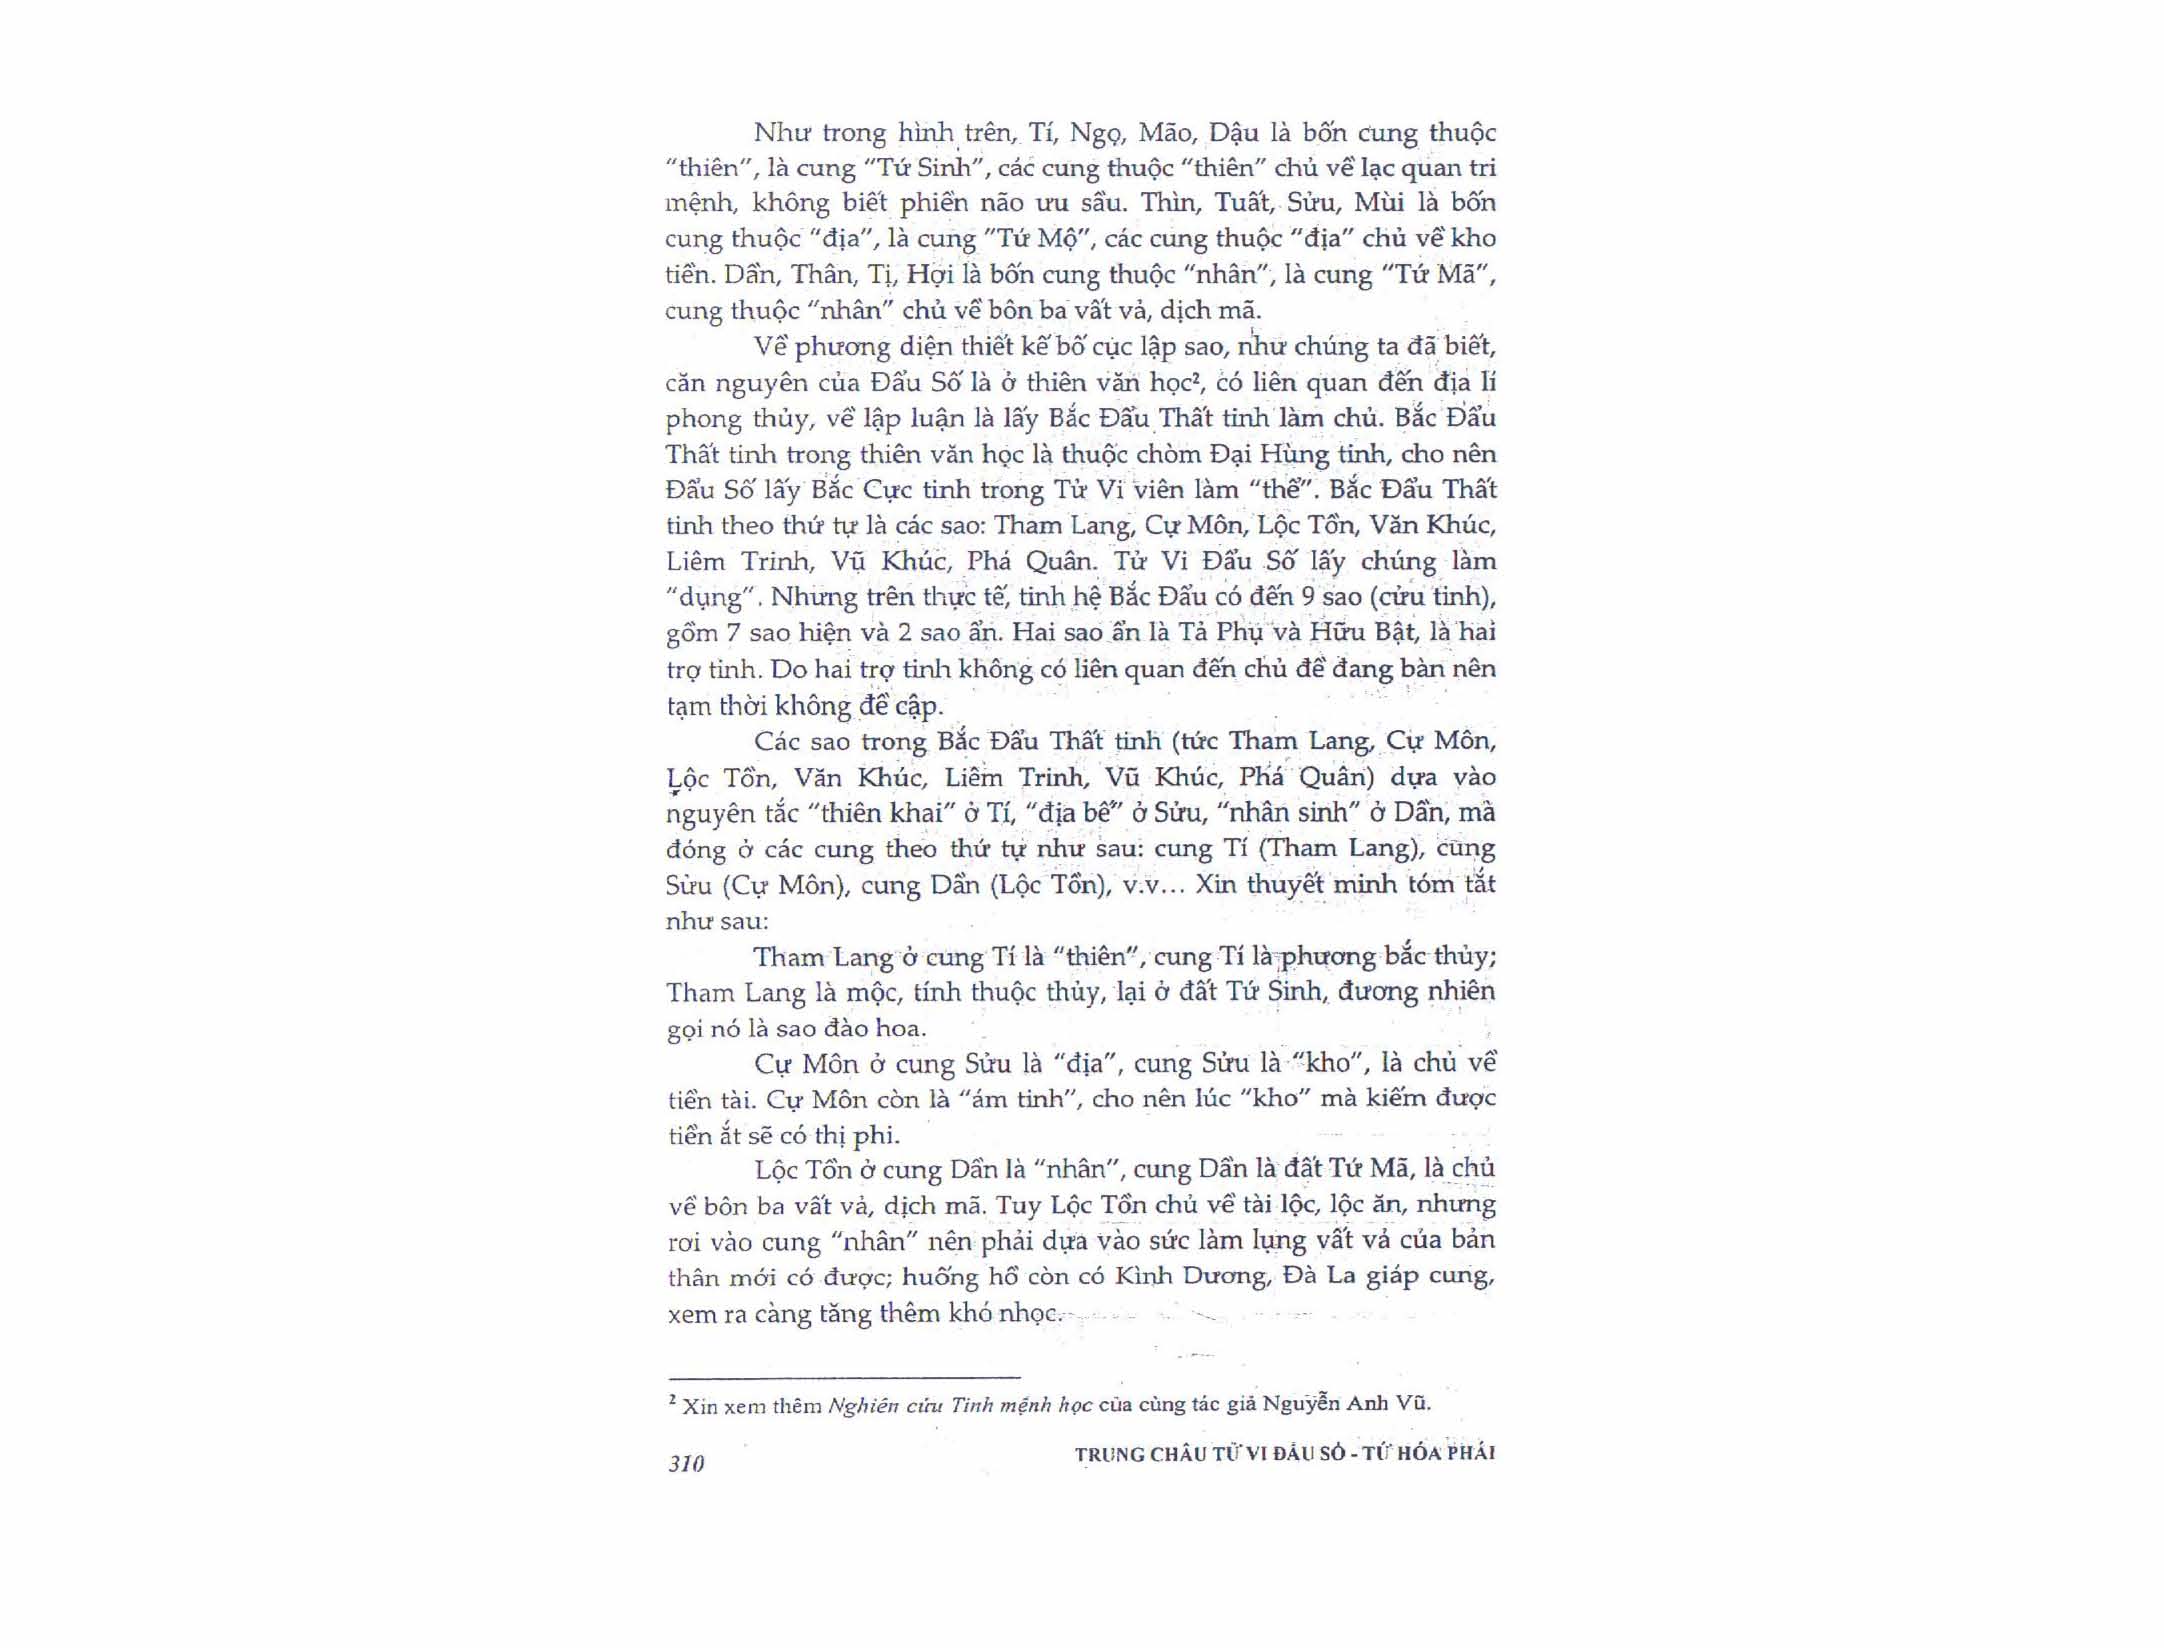 Như trong hình trên, Tí, Ngọ, Mão, Dậu là bốn cung thuộc
"thiên", là cung "Tứ Sinh", các cung thuộc "thiên" chủ về lạc quan tri
mệnh, không biết phiền não ưu sầu. Thìn, Tuất, Sửu, Mùi là bốn
cung thuộc "địa", là cung "Tứ Mộ", các cung thuộc "địa" chủ về kho
tiền. Dần, Thân, Tị, Hợi là bốn cung thuộc "nhân", là cung "Tứ Mã",
cung thuộc "nhân" chủ về bôn ba vất vả, dịch mã.
Về phương diện thiết kế bố cục lập sao, như chúng ta đã biết,
căn nguyên của Đẩu Số là ở thiên văn học², có liên quan đến địa lí
phong thủy, về lập luận là lấy Bắc Đẩu Thất tinh làm chủ. Bắc Đẩu
Thất tinh trong thiên văn học là thuộc chòm Đại Hùng tinh, cho nên
Đẩu Số lấy Bắc Cực tinh trong Tử Vi viên làm "thể". Bắc Đẩu Thất
tinh theo thứ tự là các sao: Tham Lang, Cự Môn, Lộc Tồn, Văn Khúc,
Liêm Trinh, Vũ Khúc, Phá Quân. Tử Vi Đẩu Số lấy chúng làm
"dụng". Nhưng trên thực tế, tinh hệ Bắc Đẩu có đến 9 sao (cửu tinh),
gồm 7 sao hiện và 2 sao ẩn. Hai sao ẩn là Tả Phụ và Hữu Bật, là hai
trợ tinh. Do hai trợ tinh không có liên quan đến chủ đề đang bàn nên
tạm thời không đề cập.
Các sao trong Bắc Đẩu Thất tinh (tức Tham Lang, Cự Môn,
Lộc Tồn, Văn Khúc, Liêm Trinh, Vũ Khúc, Phá Quân) dựa vào
nguyên tắc "thiên khai" ở Tí, "địa bế" ở Sửu, "nhân sinh" ở Dần, mà
đóng ở các cung theo thứ tự như sau: cung Tí (Tham Lang), cung
Sửu (Cự Môn), cung Dần (Lộc Tồn), v.v... Xin thuyết minh tóm tắt
như sau:
Tham Lang ở cung Tí là "thiên", cung Tí là phương bắc thủy;
Tham Lang là mộc, tính thuộc thủy, lại ở đất Tứ Sinh, đương nhiên
gọi nó là sao đào hoa.
Cự Môn ở cung Sửu là "địa", cung Sửu là "kho", là chủ về
tiền tài. Cự Môn còn là "ám tinh", cho nên lúc "kho" mà kiếm được
tiền ắt sẽ có thị phi.
Lộc Tồn ở cung Dần là "nhân", cung Dần là đất Tứ Mã, là chủ
về bôn ba vất vả, dịch mã. Tuy Lộc Tồn chủ về tài lộc, lộc ăn, nhưng
rơi vào cung "nhân" nên phải dựa vào sức làm lụng vất vả của bản
thân mới có được; huống hồ còn có Kình Dương, Đà La giáp cung,
xem ra càng tăng thêm khó nhọc.
² Xin xem thêm Nghiên cứu Tinh mệnh học của cùng tác giả Nguyễn Anh Vũ.
310 TRUNG CHÂU TỬ VI ĐẨU SỐ - TỨ HÓA PHÁI